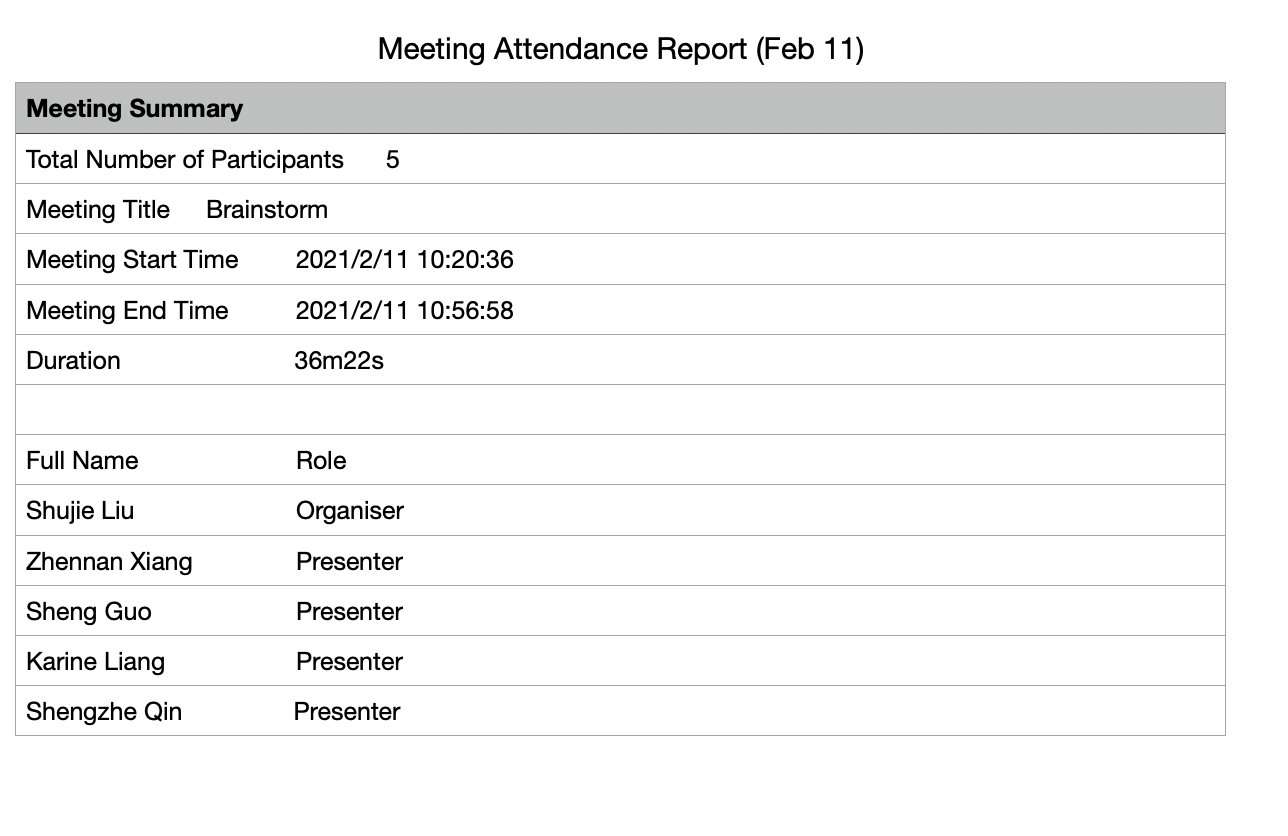 Meeting Attendance Report (Feb 11)
Meeting Summary
Total Number of Participants 5
Meeting Title Brainstorm
Meeting Start Time 2021/2/11 10:20:36
Meeting End Time 2021/2/11 10:56:58
Duration 36m22s
Full Name Role
Shujie Liu Organiser
Zhennan Xiang Presenter
Sheng Guo Presenter
Karine Liang Presenter
Shengzhe Qin Presenter